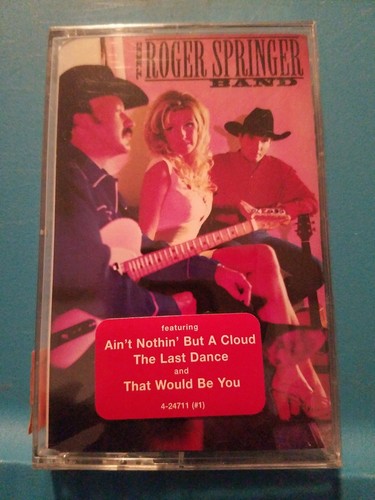 THE ROGER SPRINGER
BAND
featuring
Ain't Nothin' But A Cloud
The Last Dance
and
That Would Be You
4-24711 (#1)